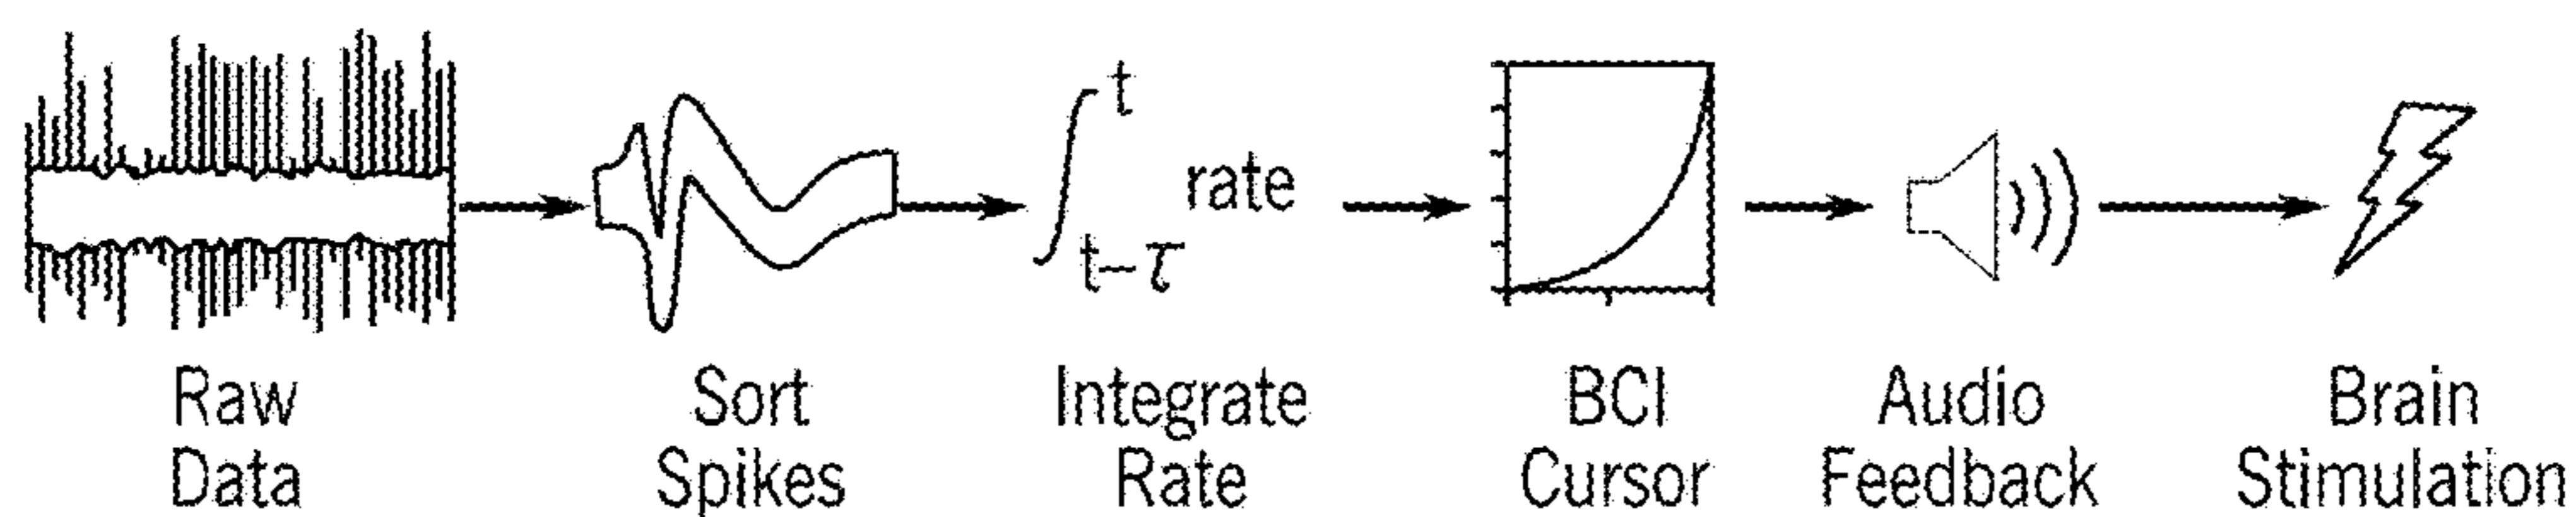 t
rate
t-τ
Raw
Data
Sort
Spikes
Integrate
Rate
BCI
Cursor
Audio
Feedback
Brain
Stimulation